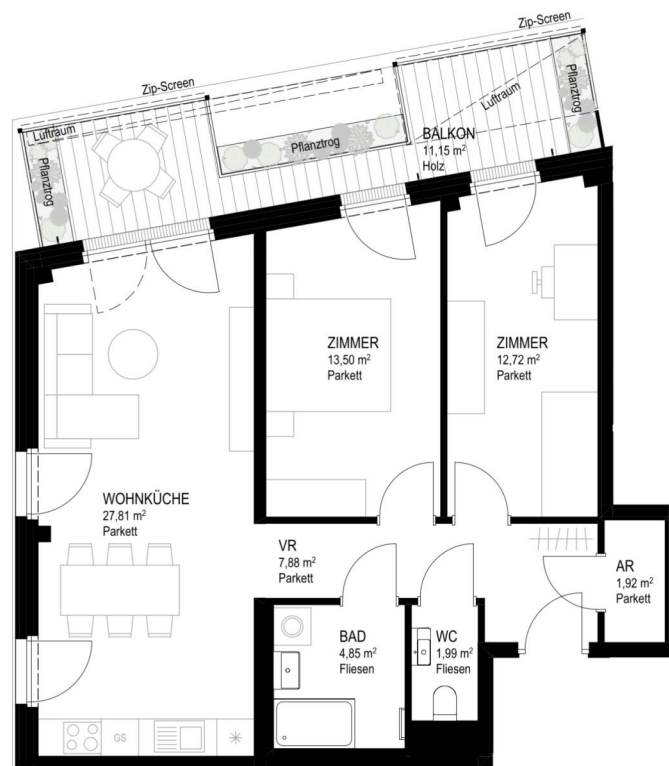 Zip-Screen
Zip-Screen
Luftraum
Pflanztrog
Pflanztrog
Luftraum
Pflanztrog
BALKON
11,15 m²
Holz
ZIMMER
13,50 m²
Parkett
ZIMMER
12,72 m²
Parkett
WOHNKÜCHE
27,81 m²
Parkett
VR
7,88 m²
Parkett
AR
1,92 m²
Parkett
BAD
4,85 m²
Fliesen
WC
1,99 m²
Fliesen
GS